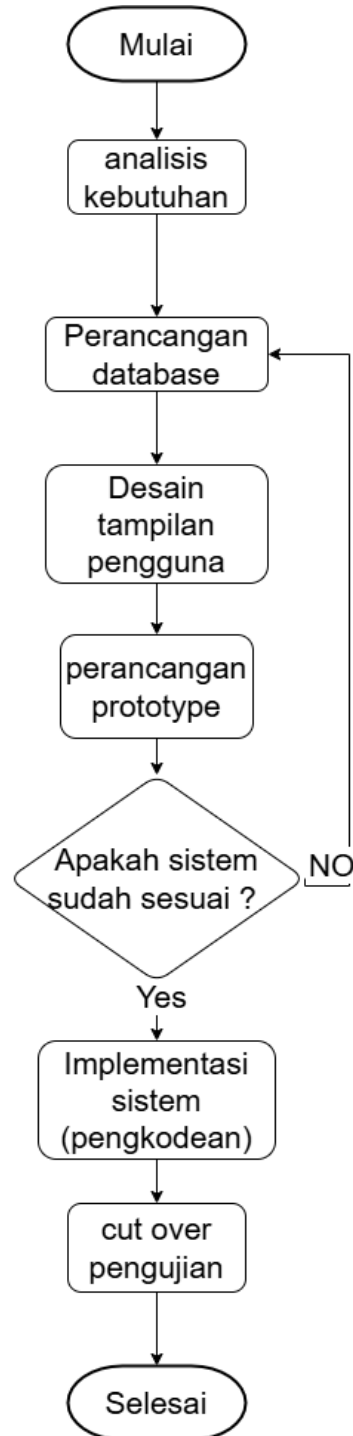 Mulai
analisis
kebutuhan
Perancangan
database
Desain
tampilan
pengguna
perancangan
prototype
Apakah sistem
sudah sesuai ?
NO
Yes
Implementasi
sistem
(pengkodean)
cut over
pengujian
Selesai